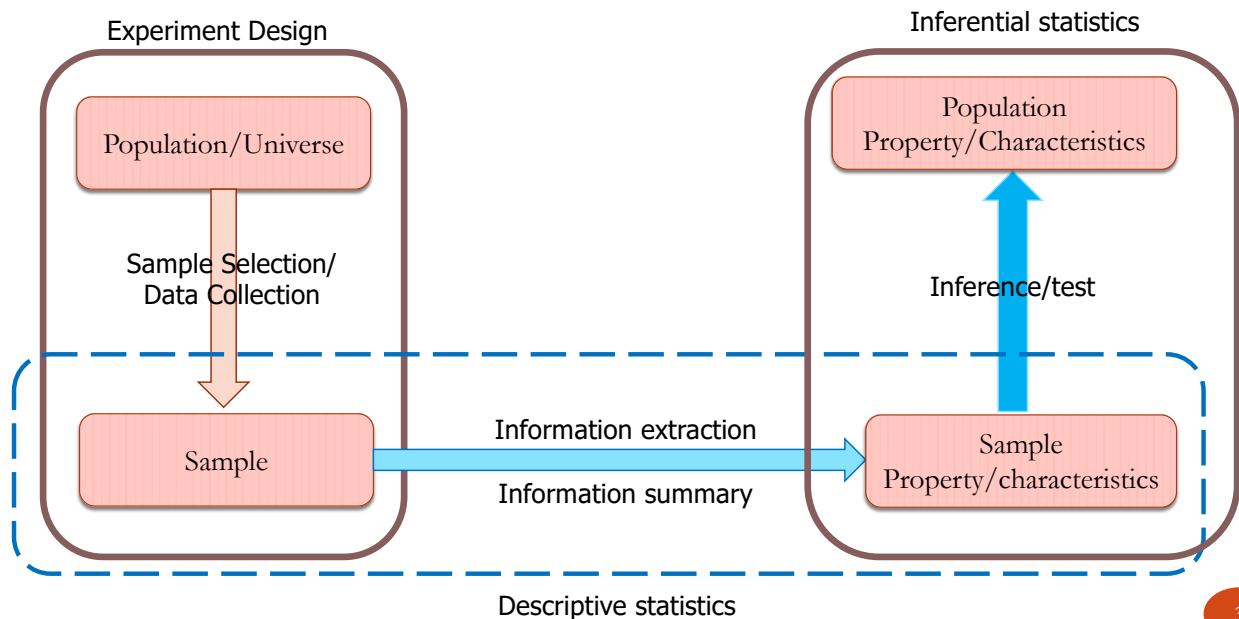 Experiment Design
Inferential statistics
Population/Universe
Population
Property/Characteristics
Sample Selection/
Data Collection
Inference/test
Sample
Information extraction
Information summary
Sample
Property/characteristics
Descriptive statistics